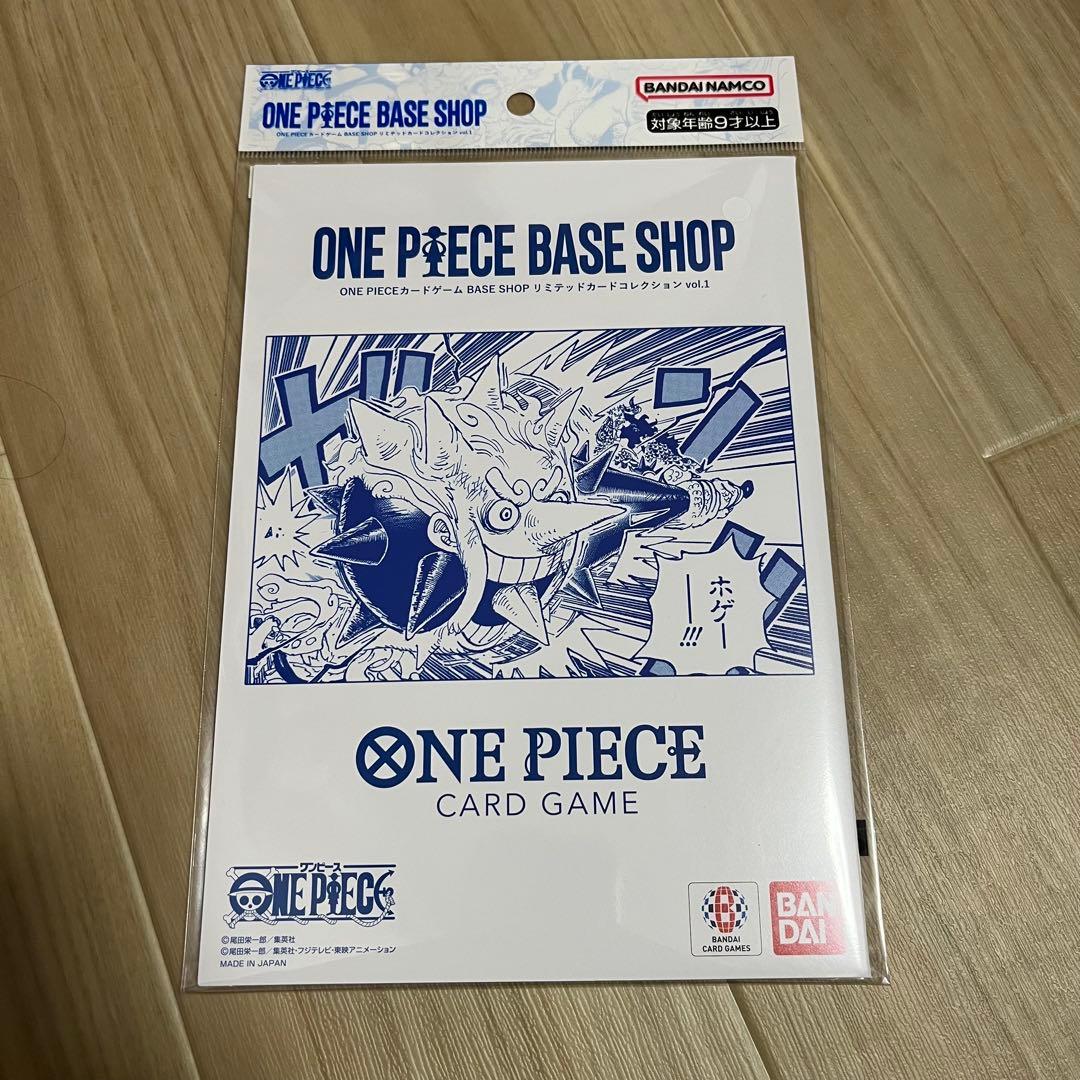 ONE PIECE
ONE PIECE BASE SHOP
ONE PIECEカードゲーム BASE SHOP リミテッドカードコレクション vol.1
BANDAI NAMCO
対象年齢9才以上
ONE PIECE BASE SHOP
ONE PIECEカードゲーム BASE SHOP リミテッドカードコレクション vol.1
ホゲー
ーー!!!
ONE PIECE
CARD GAME
ワンピース
ONE PIECE
©尾田栄一郎／集英社
©尾田栄一郎／集英社・フジテレビ・東映アニメーション
MADE IN JAPAN
BANDAI
CARD GAMES
BAN
DAI